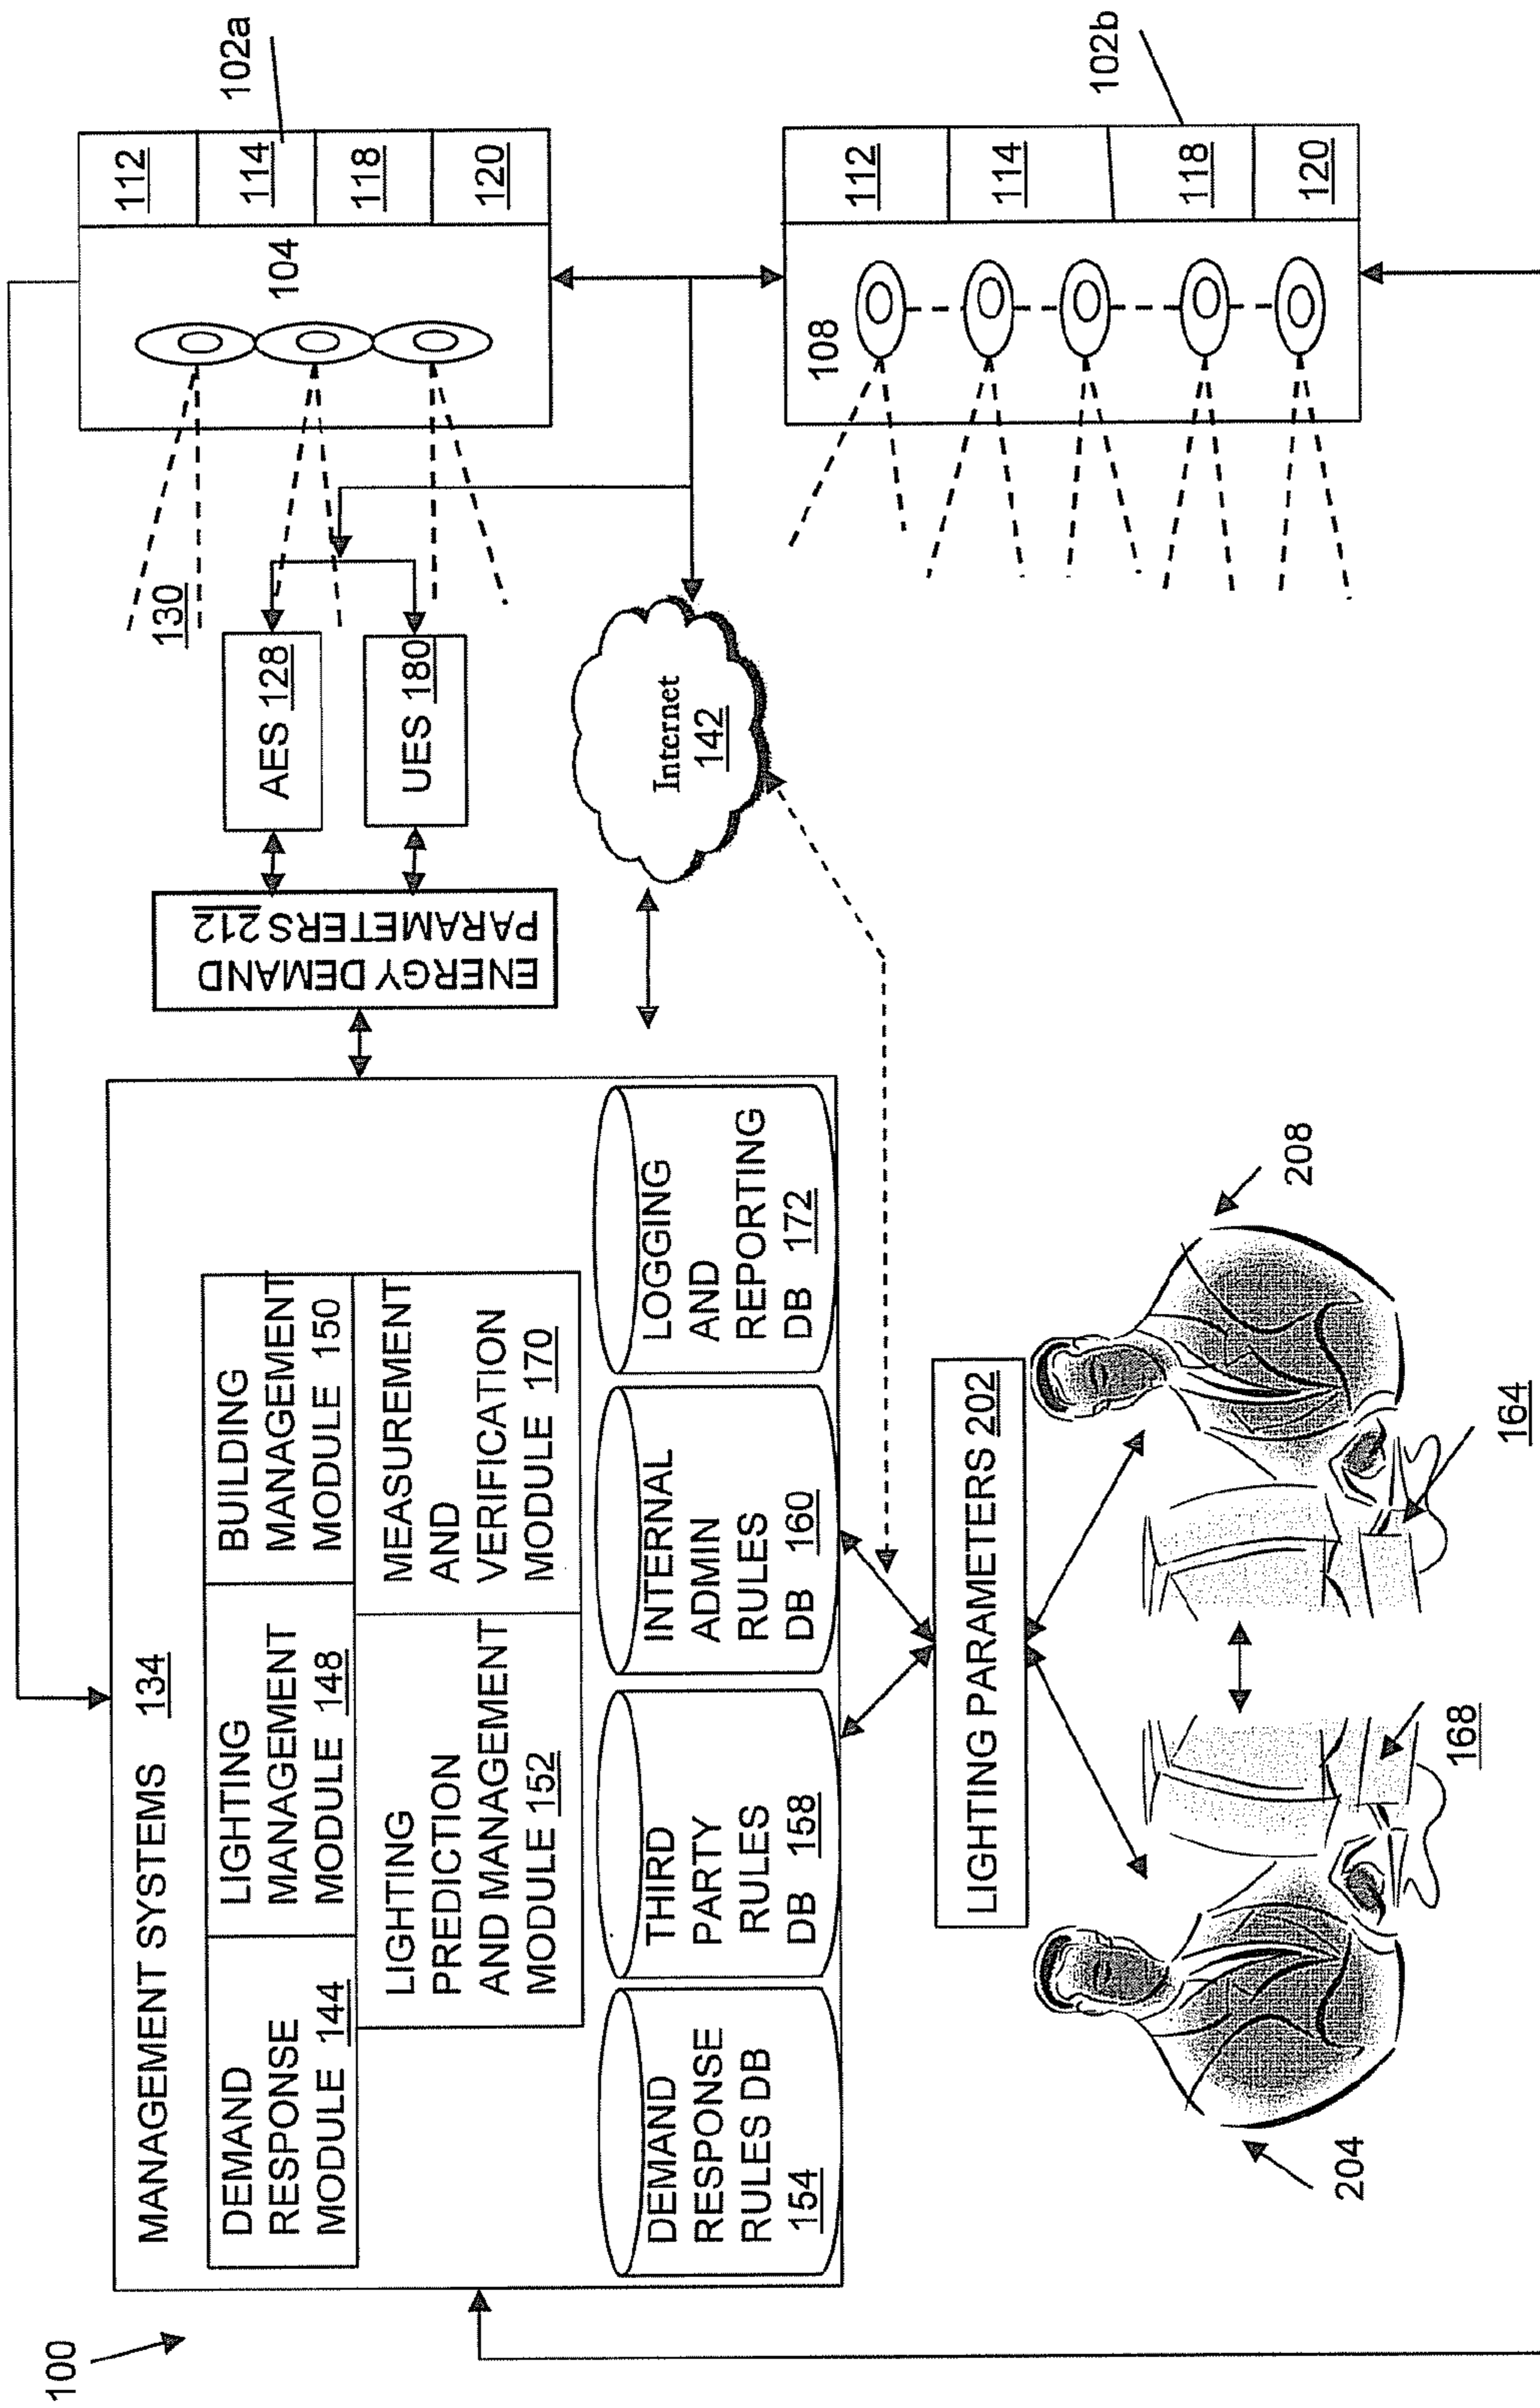 100
MANAGEMENT SYSTEMS 134
DEMAND
RESPONSE
MODULE 144
LIGHTING
MANAGEMENT
MODULE 148
BUILDING
MANAGEMENT
MODULE 150
LIGHTING
PREDICTION
AND MANAGEMENT
MODULE 152
MEASUREMENT
AND
VERIFICATION
MODULE 170
DEMAND
RESPONSE
RULES DB
154
THIRD
PARTY
RULES
DB 158
INTERNAL
ADMIN
RULES
DB 160
LOGGING
AND
REPORTING
DB 172
ENERGY DEMAND
PARAMETERS 212
AES 128
UES 180
130
Internet
142
104
112
114
118
120
102a
108
112
114
118
120
102b
LIGHTING PARAMETERS 202
204
168
164
208